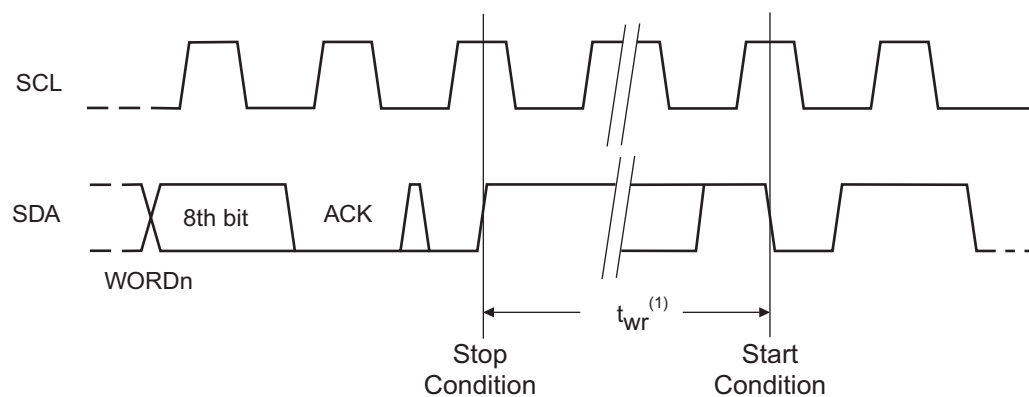 SCL
SDA
8th bit
ACK
WORDn
twr(1)
Stop
Condition
Start
Condition